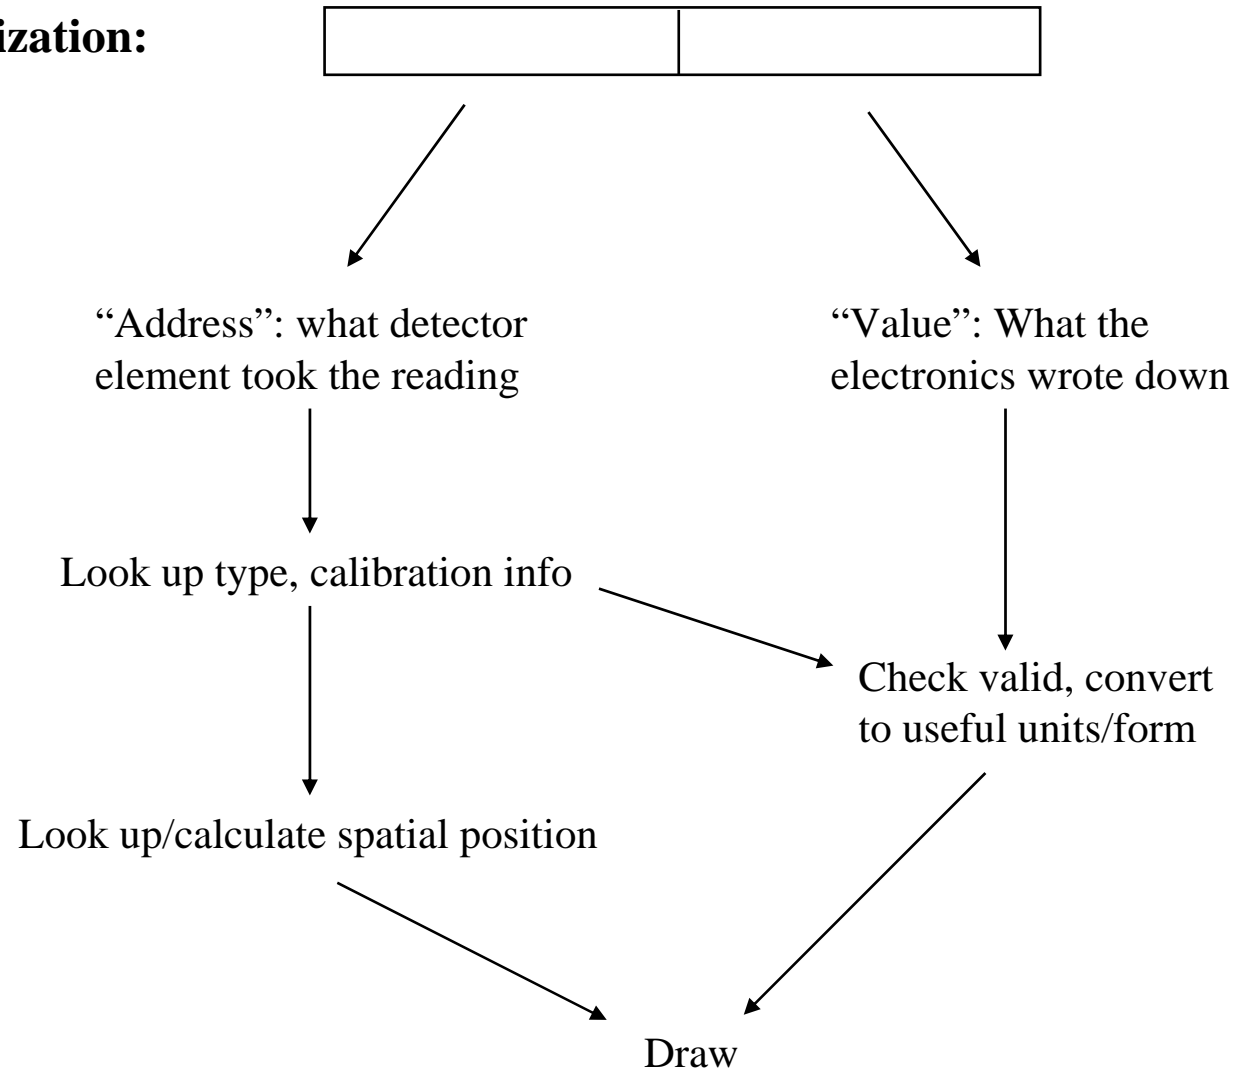 ization:
“Address”: what detector
element took the reading
“Value”: What the
electronics wrote down
Look up type, calibration info
Check valid, convert
to useful units/form
Look up/calculate spatial position
Draw